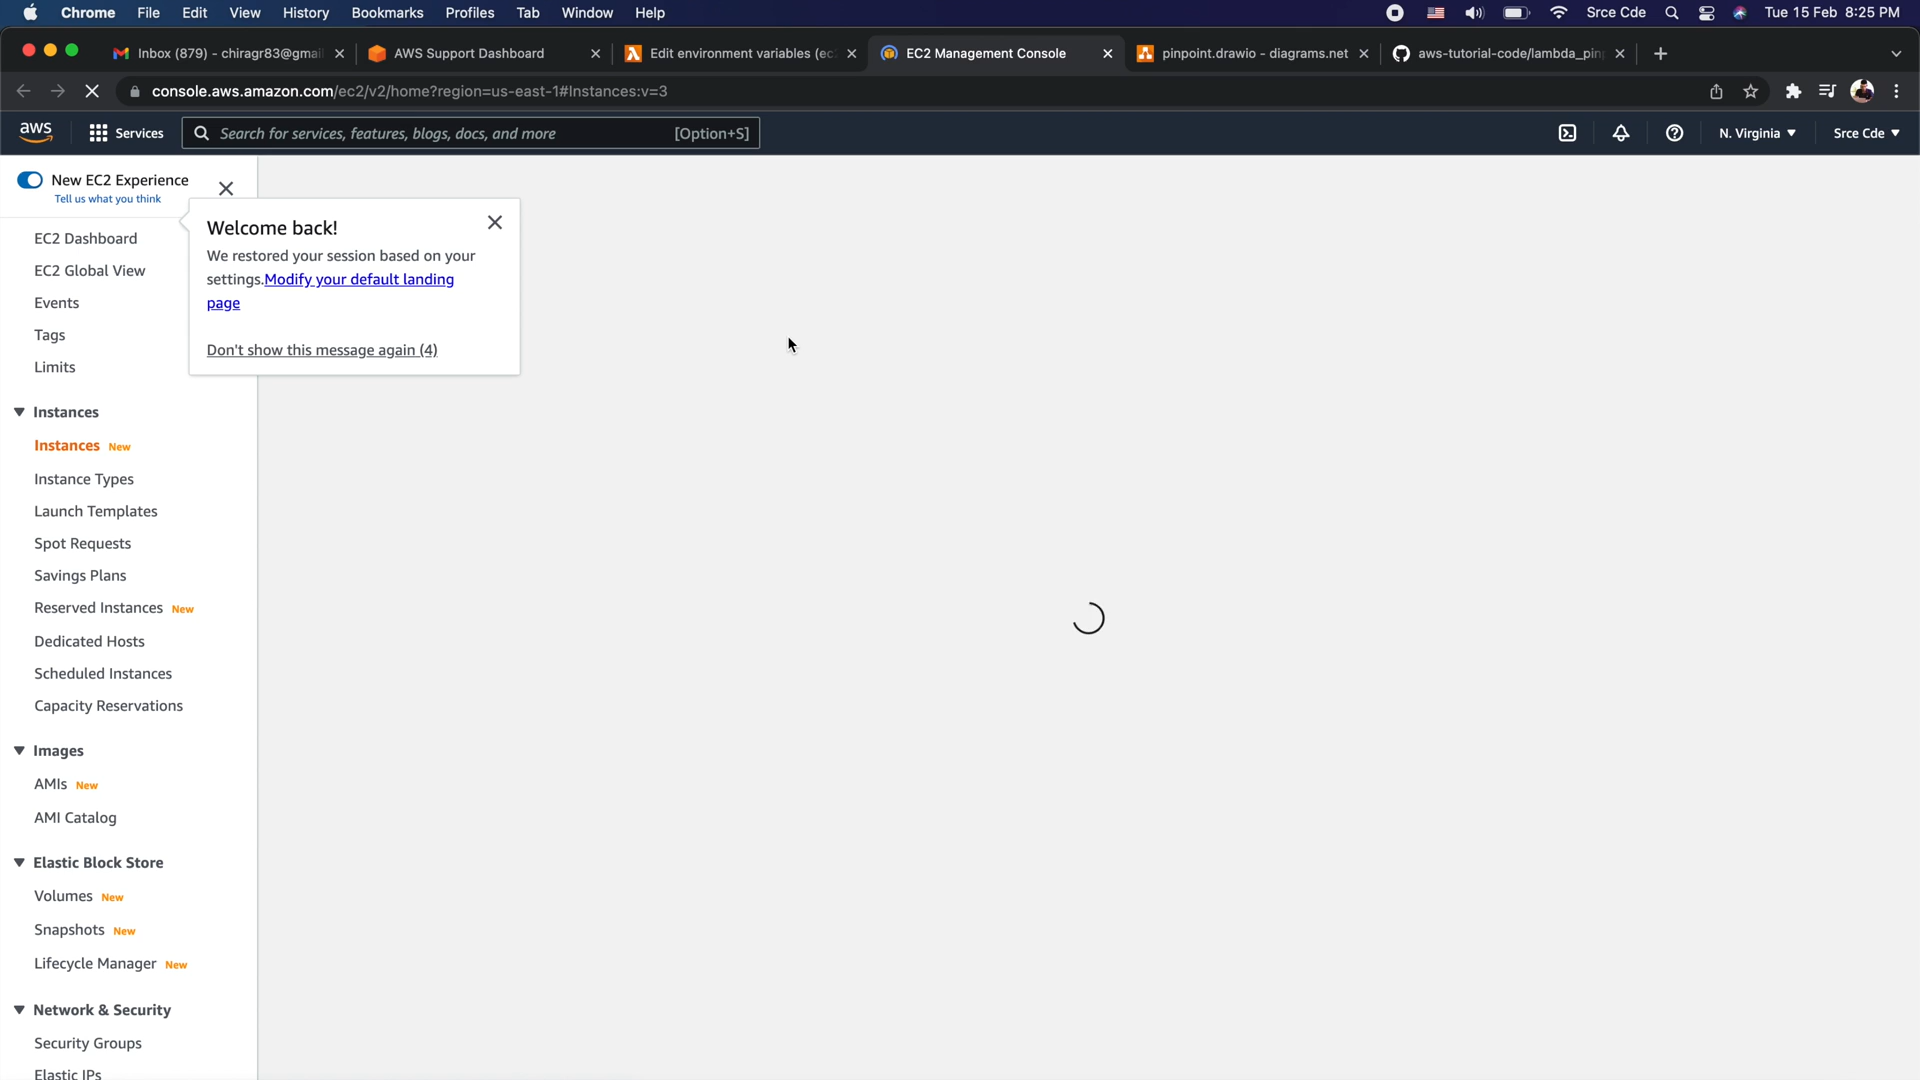 Chrome File Edit View History Bookmarks Profiles Tab Window Help Srce Cde Tue 15 Feb 8:25 PM
Inbox (879) - chiragr83@gmai AWS Support Dashboard Edit environment variables (ec EC2 Management Console pinpoint.drawio - diagrams.net aws-tutorial-code/lambda_pin
console.aws.amazon.com/ec2/v2/home?region=us-east-1#Instances:v=3
aws Services Search for services, features, blogs, docs, and more [Option+S] N. Virginia Srce Cde
New EC2 Experience
Tell us what you think
Welcome back!
We restored your session based on your
settings.Modify your default landing
page
Don't show this message again (4)
EC2 Dashboard
EC2 Global View
Events
Tags
Limits
Instances
Instances New
Instance Types
Launch Templates
Spot Requests
Savings Plans
Reserved Instances New
Dedicated Hosts
Scheduled Instances
Capacity Reservations
Images
AMIs New
AMI Catalog
Elastic Block Store
Volumes New
Snapshots New
Lifecycle Manager New
Network & Security
Security Groups
Elastic IPs